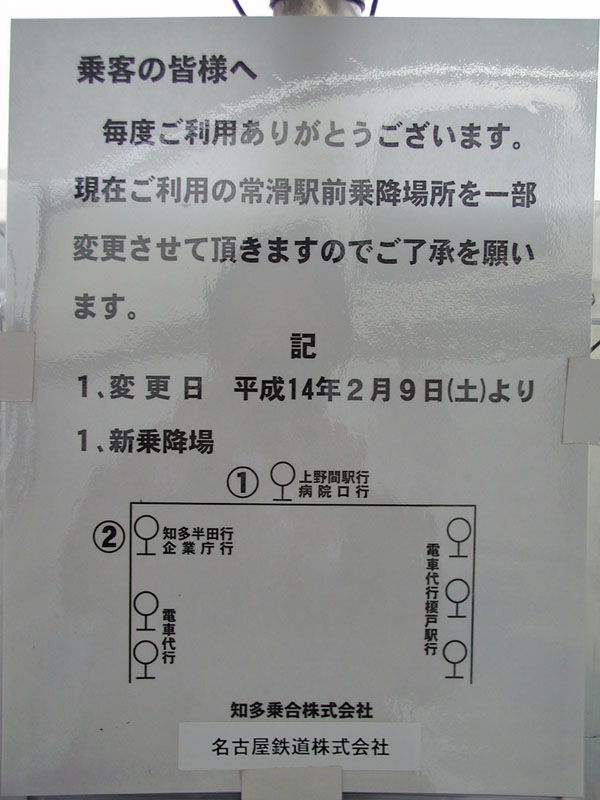 乗客の皆様へ
毎度ご利用ありがとうございます。
現在ご利用の常滑駅前乗降場所を一部
変更させて頂きますのでご了承を願い
ます。
記
1、変更日 平成14年2月9日(土)より
1、新乗降場
①
上野間駅行
病院口行
②
知多半田行
企業庁行
電車代行
電車代行榎戸駅行
知多乗合株式会社
名古屋鉄道株式会社